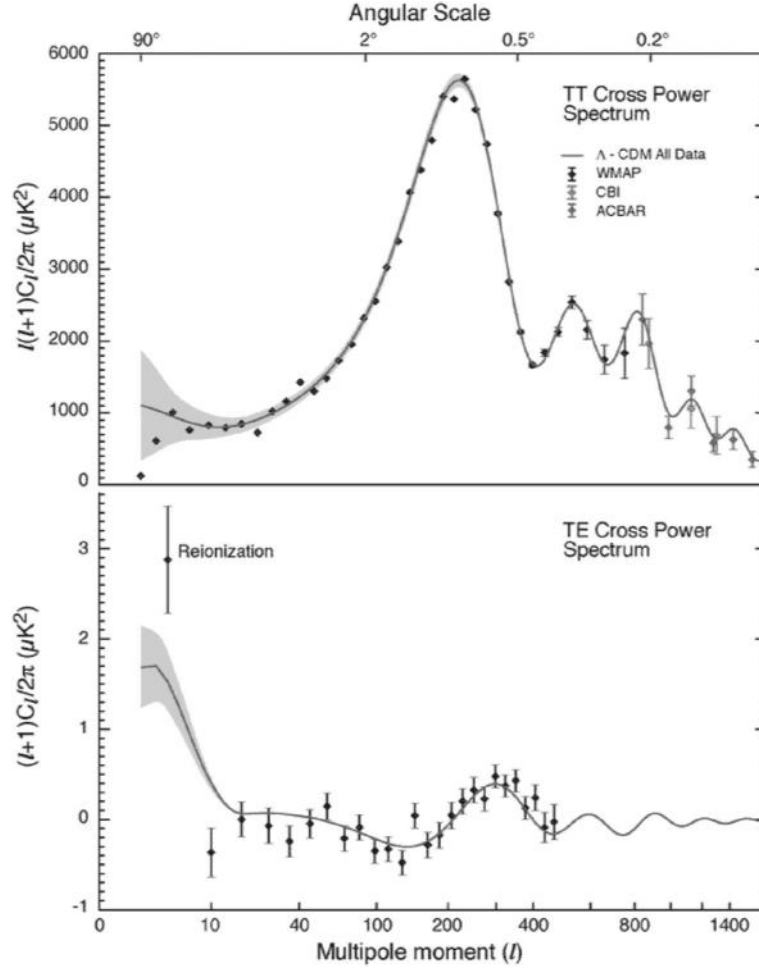 Angular Scale
90° 2° 0.5° 0.2°
6000
5000
4000
3000
2000
1000
0
l(l+1)Cl/2π (μK²)
TT Cross Power
Spectrum
Λ - CDM All Data
WMAP
CBI
ACBAR
3
2
1
0
-1
(l+1)Cl/2π (μK²)
Reionization
TE Cross Power
Spectrum
0 10 40 100 200 400 800 1400
Multipole moment (l)